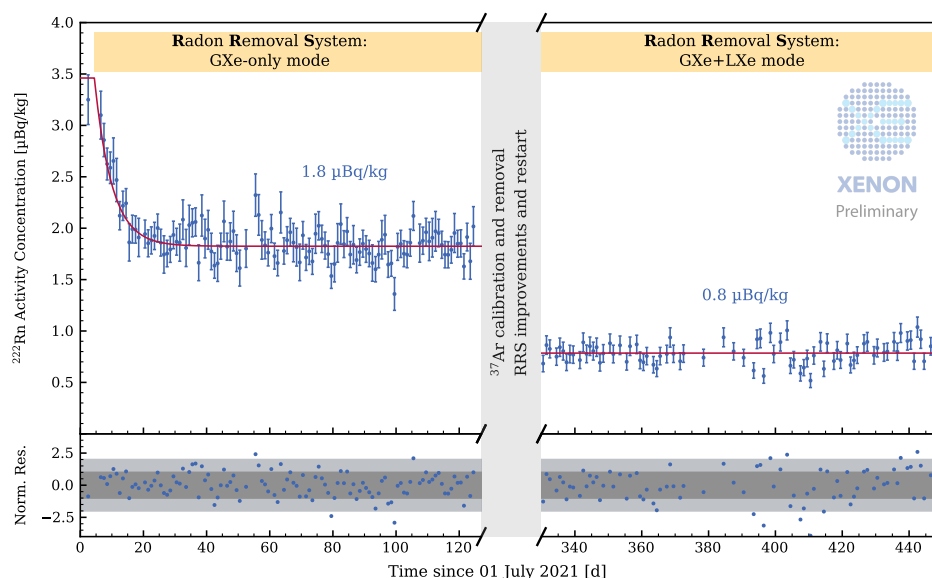 4.0
3.5
3.0
2.5
2.0
1.5
1.0
0.5
²²²Rn Activity Concentration [µBq/kg]
Radon Removal System:
GXe-only mode
1.8 µBq/kg
³⁷Ar calibration and removal
RRS improvements and restart
Radon Removal System:
GXe+LXe mode
XENON
Preliminary
0.8 µBq/kg
2.5
0.0
−2.5
Norm. Res.
0 20 40 60 80 100 120 340 360 380 400 420 440
Time since 01 July 2021 [d]